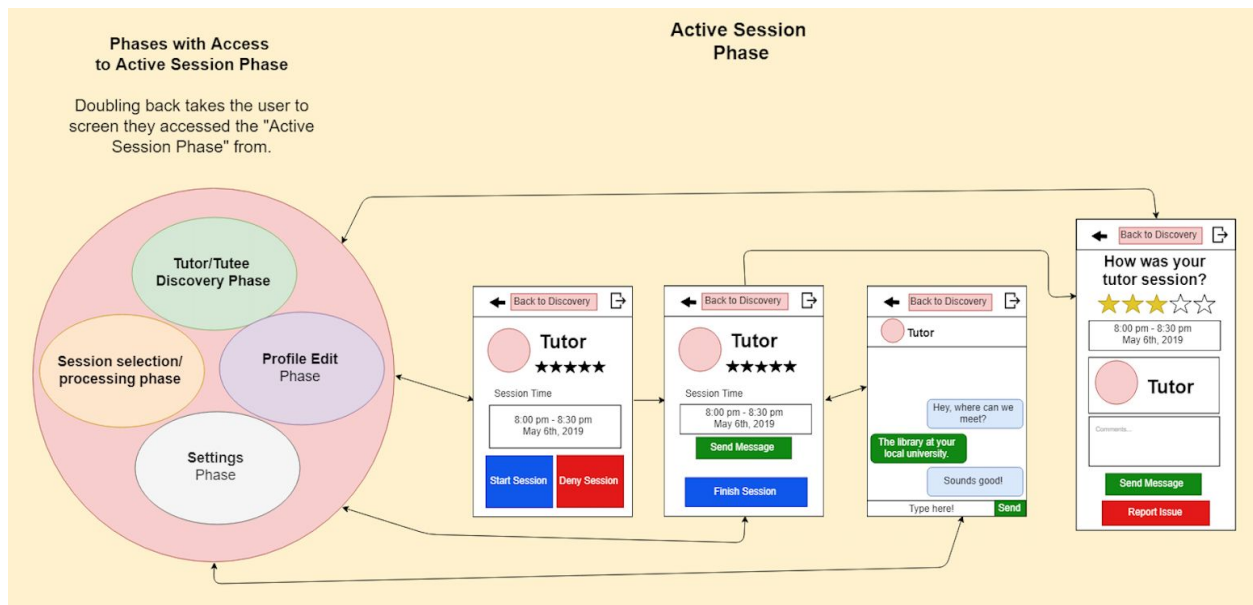 Phases with Access
to Active Session Phase
Doubling back takes the user to
screen they accessed the "Active
Session Phase" from.
Active Session
Phase
Tutor/Tutee
Discovery Phase
Session selection/
processing phase
Profile Edit
Phase
Settings
Phase
Back to Discovery
Tutor
Session Time
8:00 pm - 8:30 pm
May 6th, 2019
Start Session
Deny Session
Back to Discovery
Tutor
Session Time
8:00 pm - 8:30 pm
May 6th, 2019
Send Message
Finish Session
Back to Discovery
Tutor
Hey, where can we
meet?
The library at your
local university.
Sounds good!
Type here!
Send
Back to Discovery
How was your
tutor session?
8:00 pm - 8:30 pm
May 6th, 2019
Tutor
Comments...
Send Message
Report Issue